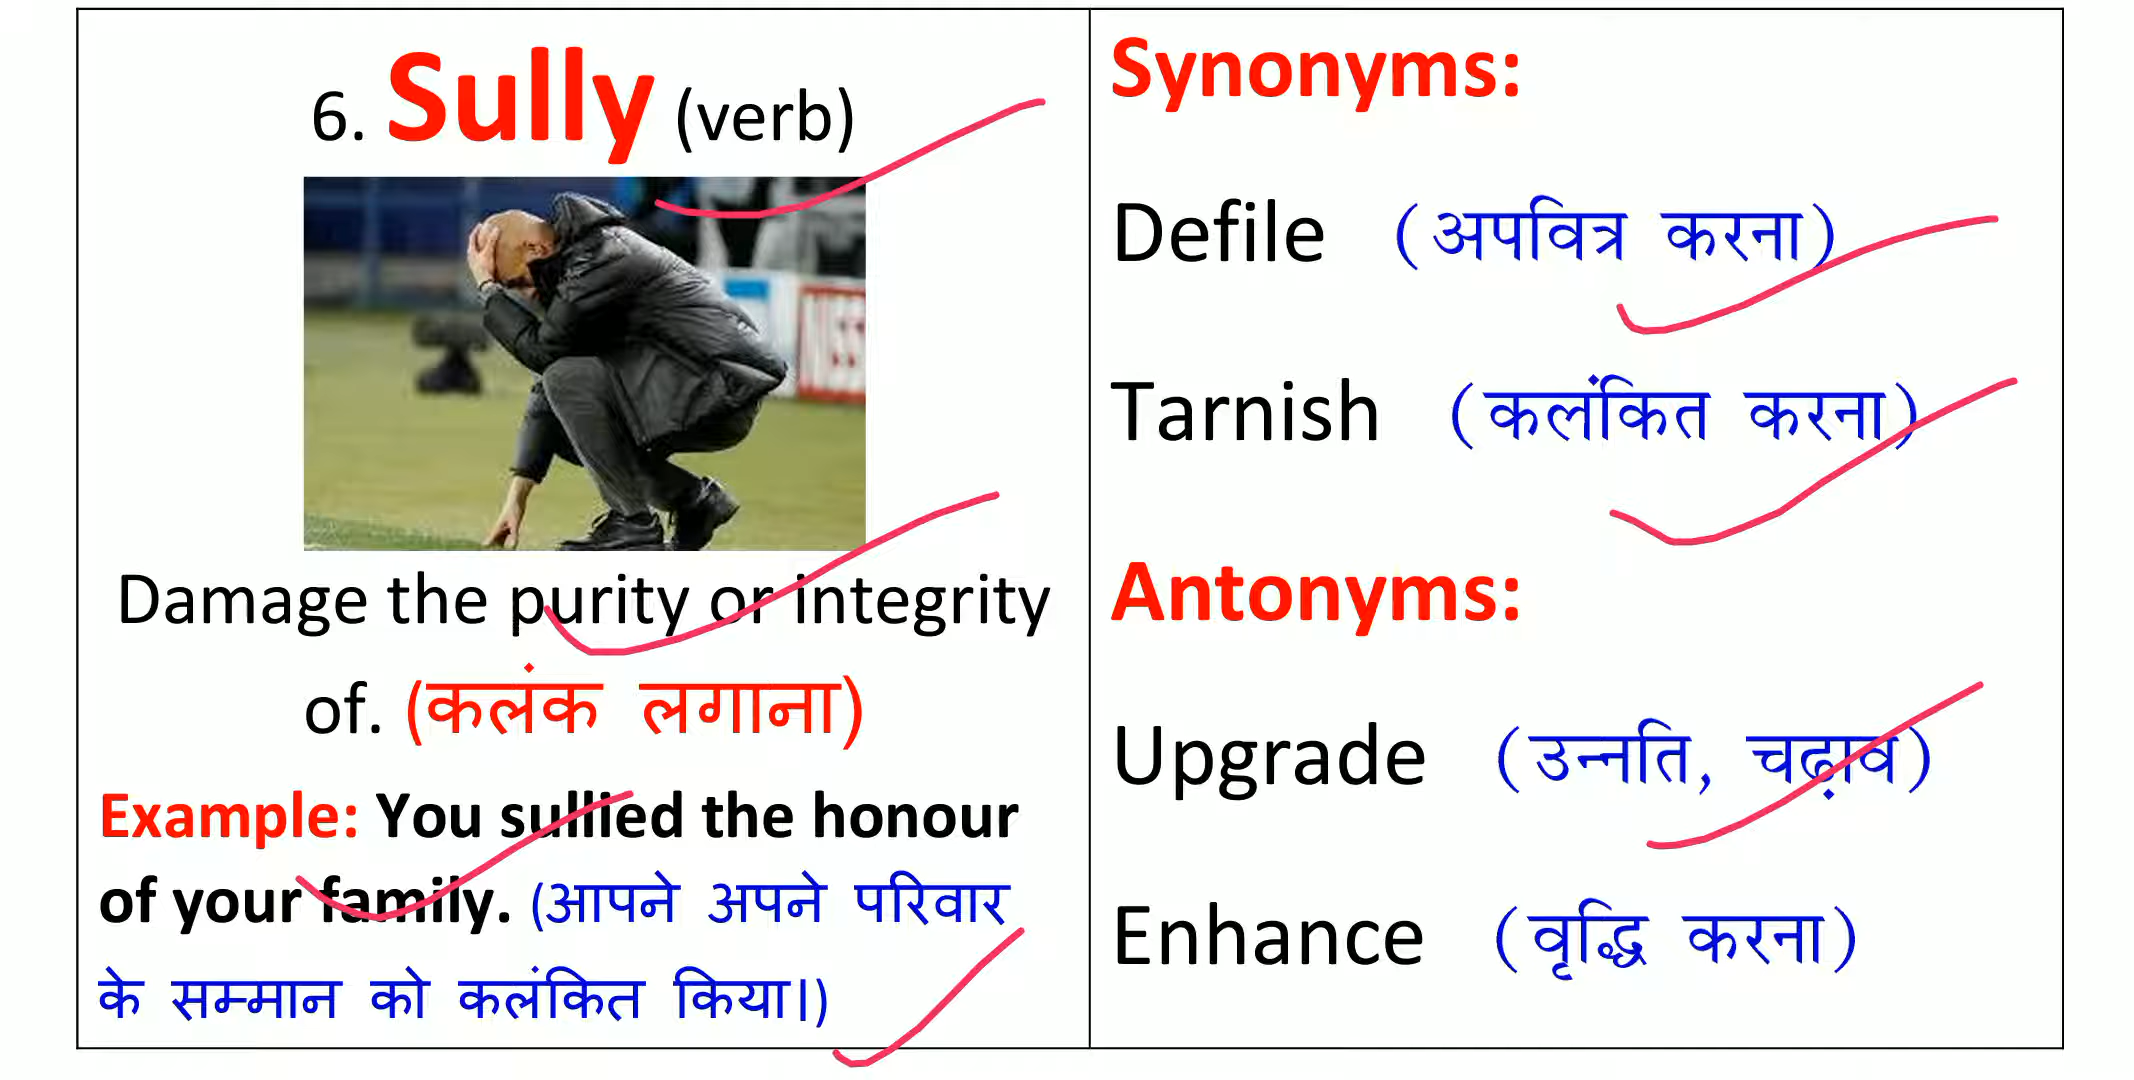 6. Sully (verb)
Damage the purity or integrity
of. (कलंक लगाना)
Example: You sullied the honour
of your family. (आपने अपने परिवार
के सम्मान को कलंकित किया।)
Synonyms:
Defile (अपवित्र करना)
Tarnish (कलंकित करना)
Antonyms:
Upgrade (उन्नति, चढ़ाव)
Enhance (वृद्धि करना)